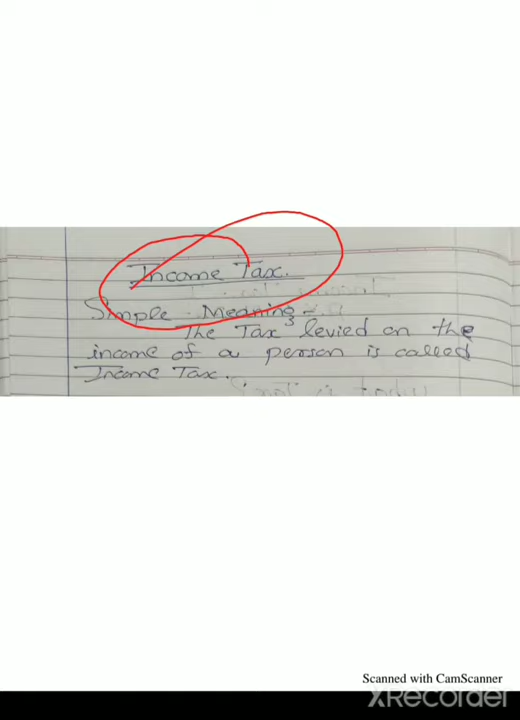 Income Tax.
Simple Meaning -
The Tax levied on the
income of a person is called
Income Tax.
Scanned with CamScanner
XRecorder